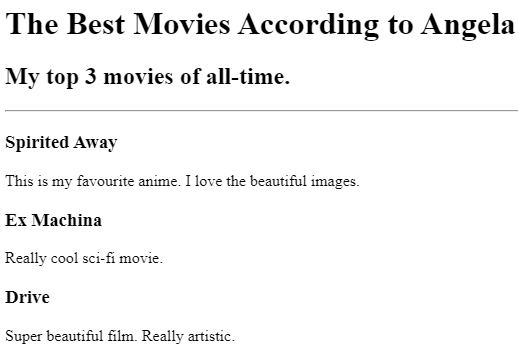 The Best Movies According to Angela
My top 3 movies of all-time.
Spirited Away
This is my favourite anime. I love the beautiful images.
Ex Machina
Really cool sci-fi movie.
Drive
Super beautiful film. Really artistic.